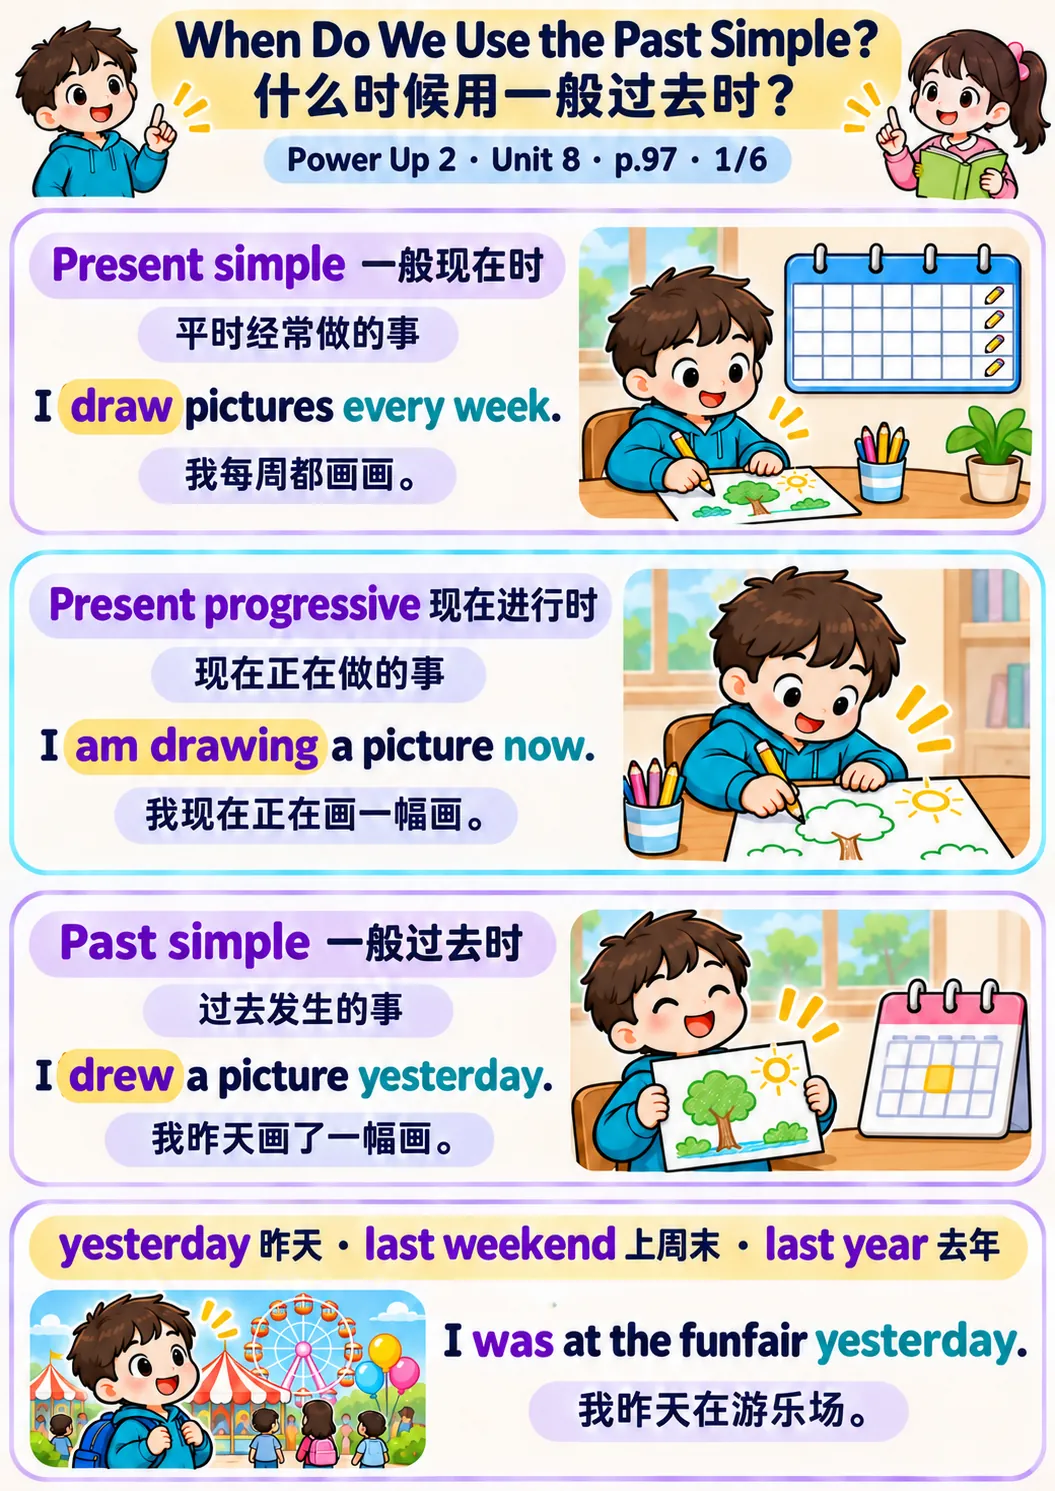 When Do We Use the Past Simple?
什么时候用一般过去时？
Power Up 2 · Unit 8 · p.97 · 1/6
Present simple 一般现在时
平时经常做的事
I draw pictures every week.
我每周都画画。
Present progressive 现在进行时
现在正在做的事
I am drawing a picture now.
我现在正在画一幅画。
Past simple 一般过去时
过去发生的事
I drew a picture yesterday.
我昨天画了一幅画。
yesterday 昨天 · last weekend 上周末 · last year 去年
I was at the funfair yesterday.
我昨天在游乐场。